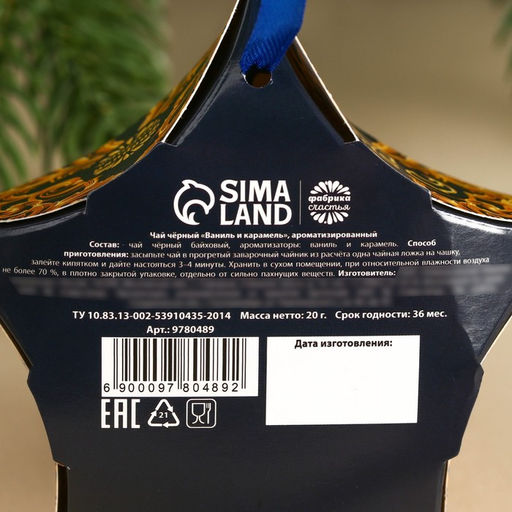 SIMA LAND
фабрика счастья
Чай чёрный «Ваниль и карамель», ароматизированный
Состав: чай чёрный байховый, ароматизаторы: ваниль и карамель. Способ
приготовления: засыпьте чай в прогретый заварочный чайник из расчёта одна чайная ложка на чашку,
залейте кипятком и дайте настояться 3–4 минуты. Хранить в сухом помещении, при относительной влажности воздуха
не более 70 %, в плотно закрытой упаковке, отдельно от сильно пахнущих веществ. Изготовитель:
ТУ 10.83.13-002-53910435-2014 Масса нетто: 20 г. Срок годности: 36 мес.
Арт.: 9780489
Дата изготовления:
6 900097 804892
EAC 21